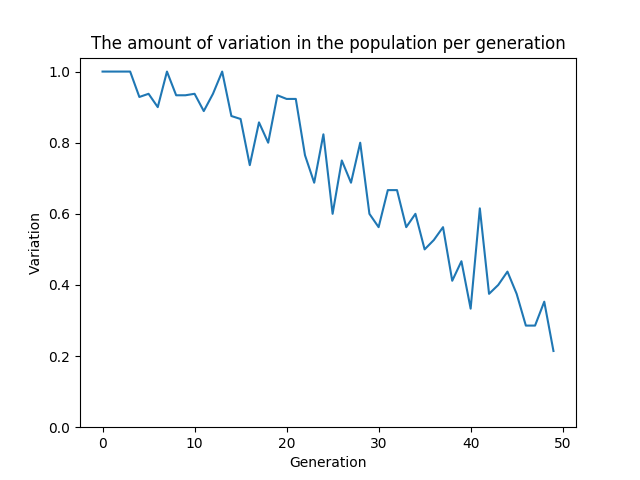 The amount of variation in the population per generation
1.0
0.8
0.6
0.4
0.2
0.0
Variation
0 10 20 30 40 50
Generation